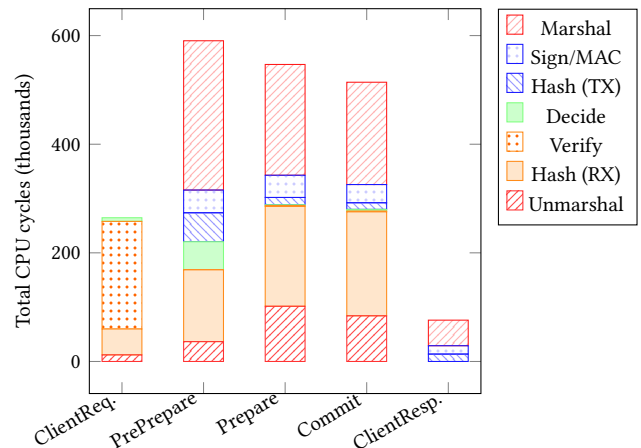 Total CPU cycles (thousands)
600
400
200
0
ClientReq.
PrePrepare
Prepare
Commit
ClientResp.
Marshal
Sign/MAC
Hash (TX)
Decide
Verify
Hash (RX)
Unmarshal